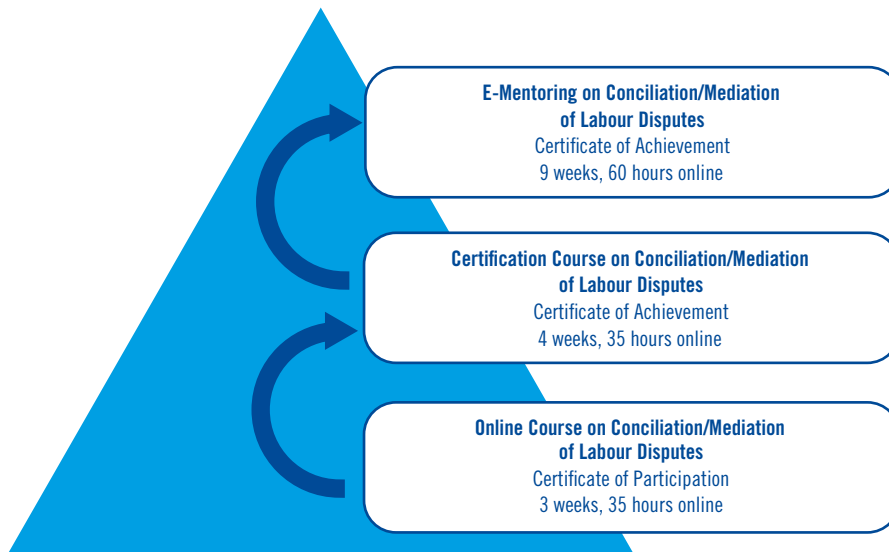 E-Mentoring on Conciliation/Mediation
of Labour Disputes
Certificate of Achievement
9 weeks, 60 hours online
Certification Course on Conciliation/Mediation
of Labour Disputes
Certificate of Achievement
4 weeks, 35 hours online
Online Course on Conciliation/Mediation
of Labour Disputes
Certificate of Participation
3 weeks, 35 hours online